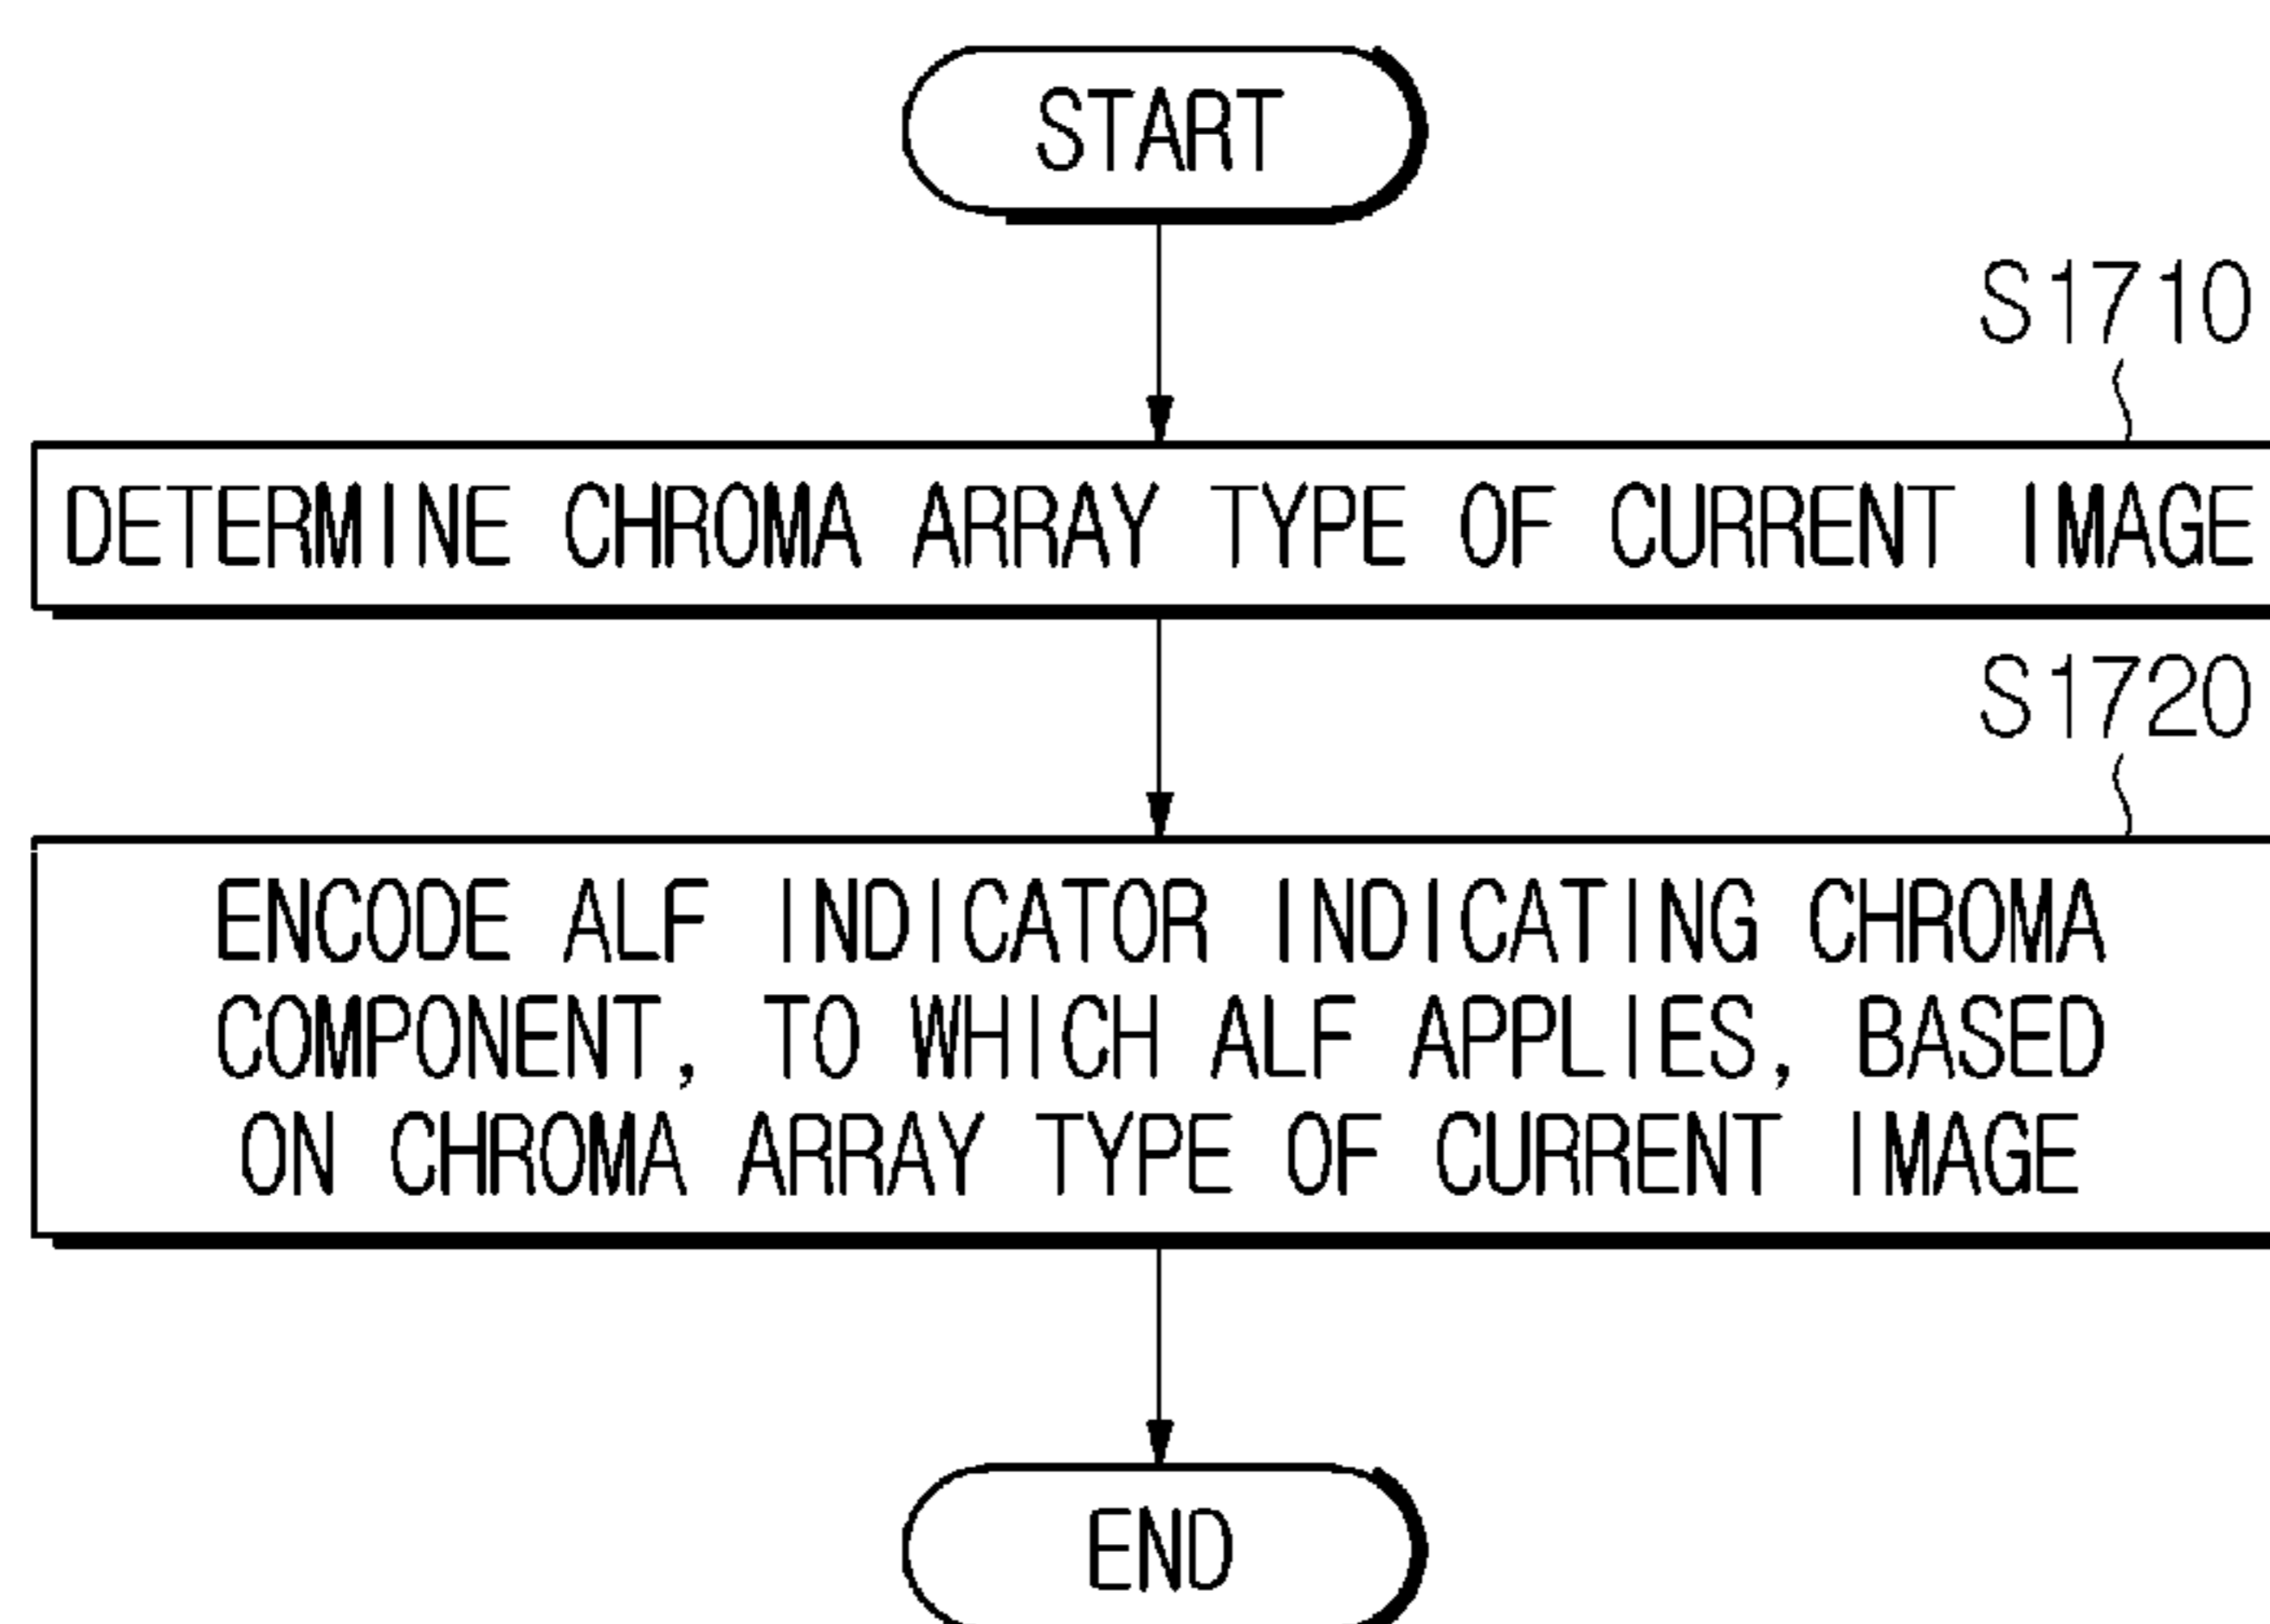 START
S1710
DETERMINE CHROMA ARRAY TYPE OF CURRENT IMAGE
S1720
ENCODE ALF INDICATOR INDICATING CHROMA
COMPONENT, TO WHICH ALF APPLIES, BASED
ON CHROMA ARRAY TYPE OF CURRENT IMAGE
END